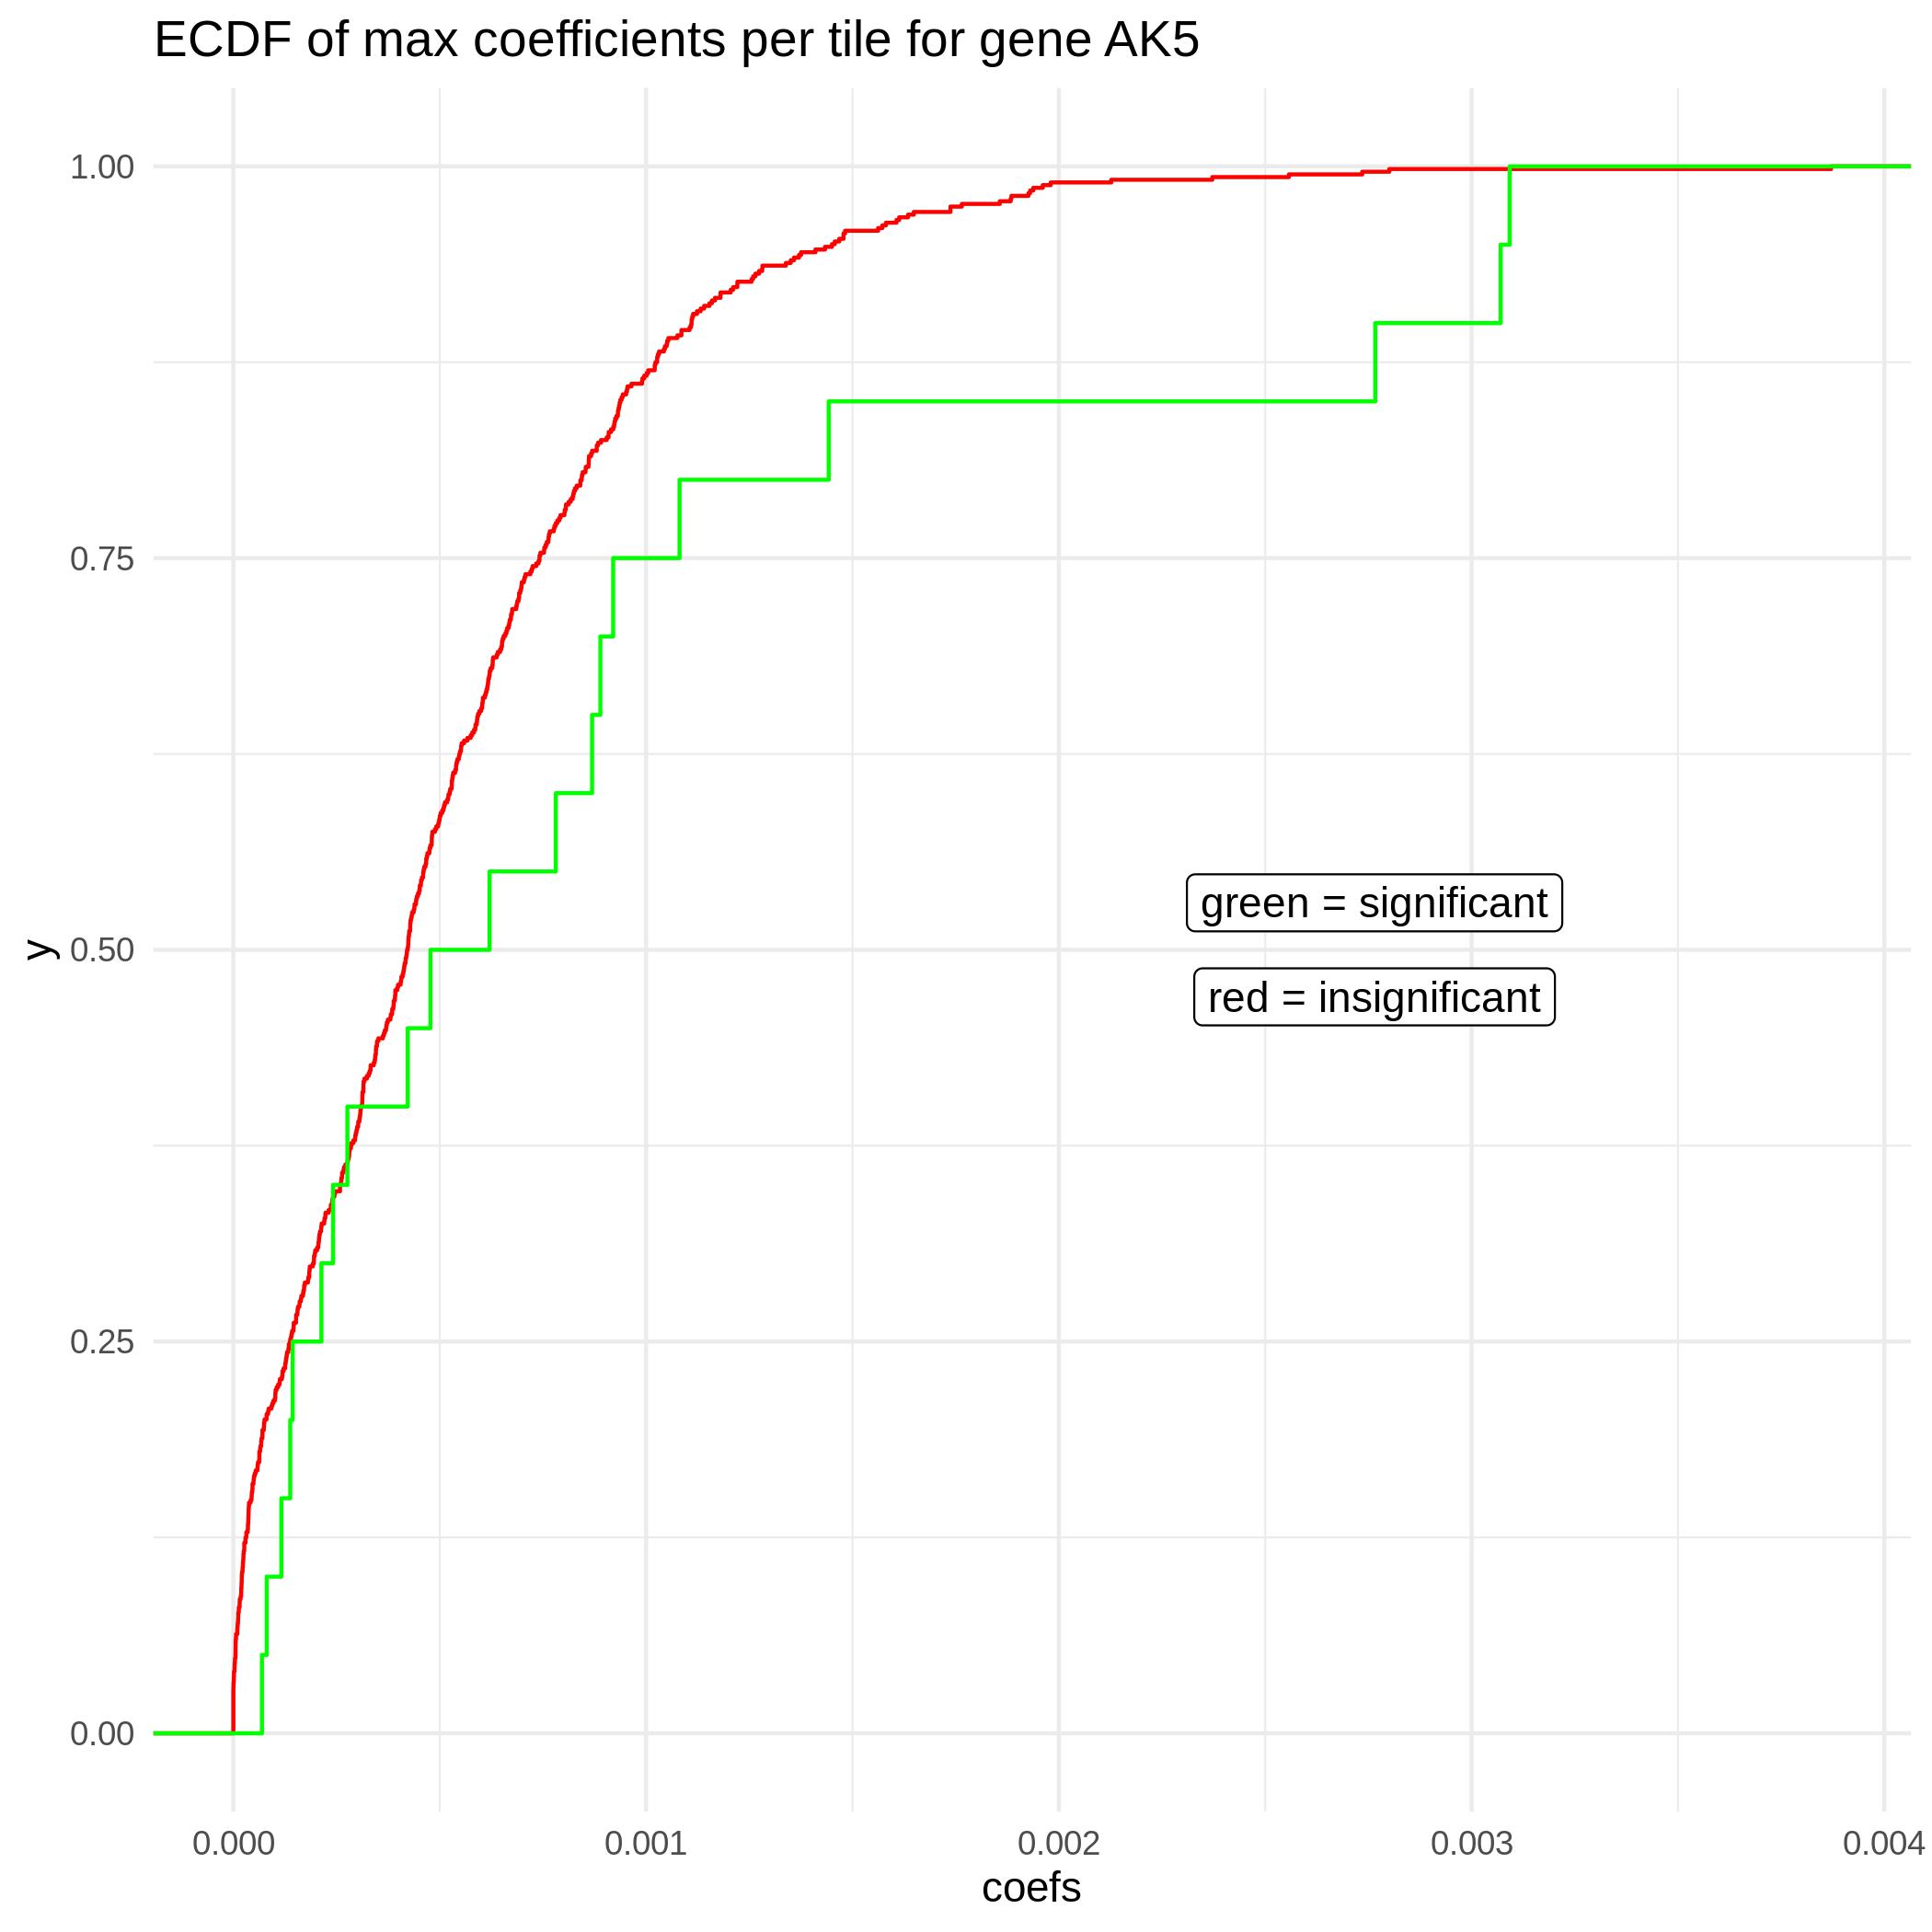 ECDF of max coefficients per tile for gene AK5
1.00
0.75
0.50
0.25
0.00
y
green = significant
red = insignificant
0.000 0.001 0.002 0.003 0.004
coefs